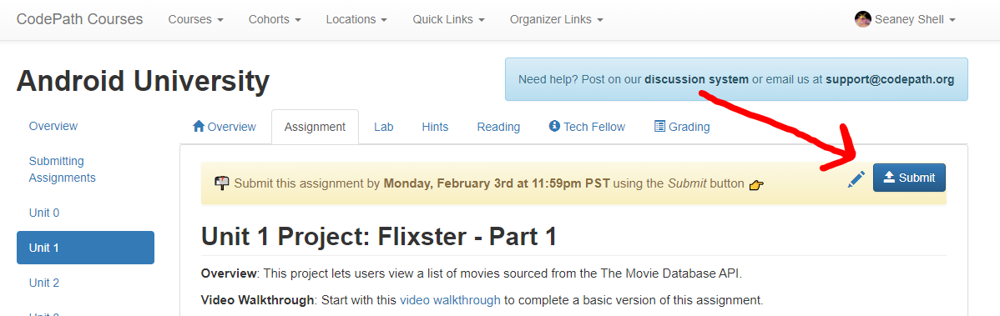 CodePath Courses Courses Cohorts Locations Quick Links Organizer Links Seaney Shell
Android University
Need help? Post on our discussion system or email us at support@codepath.org
Overview
Submitting
Assignments
Unit 0
Unit 1
Unit 2
Overview Assignment Lab Hints Reading Tech Fellow Grading
Submit this assignment by Monday, February 3rd at 11:59pm PST using the Submit button
Submit
Unit 1 Project: Flixster - Part 1
Overview: This project lets users view a list of movies sourced from the The Movie Database API.
Video Walkthrough: Start with this video walkthrough to complete a basic version of this assignment.